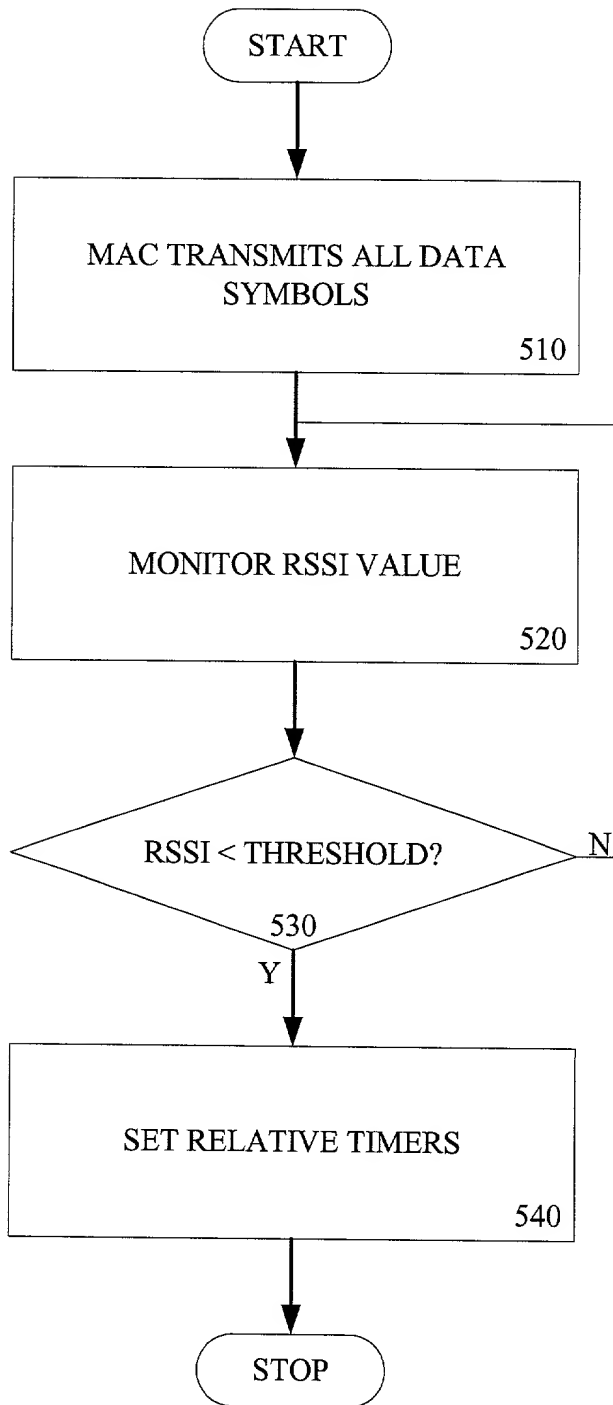 START
MAC TRANSMITS ALL DATA
SYMBOLS
510
MONITOR RSSI VALUE
520
RSSI < THRESHOLD?
N
530
Y
SET RELATIVE TIMERS
540
STOP